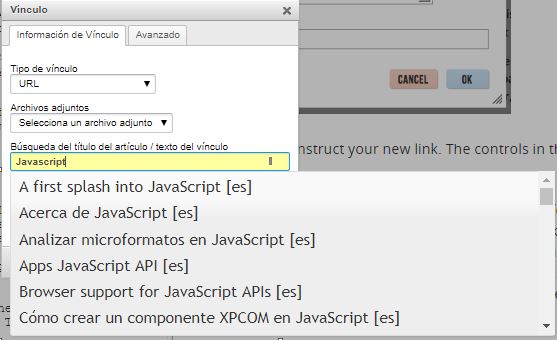 Vínculo
Información de Vínculo
Avanzado
Tipo de vínculo
URL
Archivos adjuntos
Selecciona un archivo adjunto
Búsqueda del título del artículo / texto del vínculo
Javascript
CANCEL
OK
nstruct your new link. The controls in th
A first splash into JavaScript [es]
Acerca de JavaScript [es]
Analizar microformatos en JavaScript [es]
Apps JavaScript API [es]
Browser support for JavaScript APIs [es]
Cómo crear un componente XPCOM en JavaScript [es]